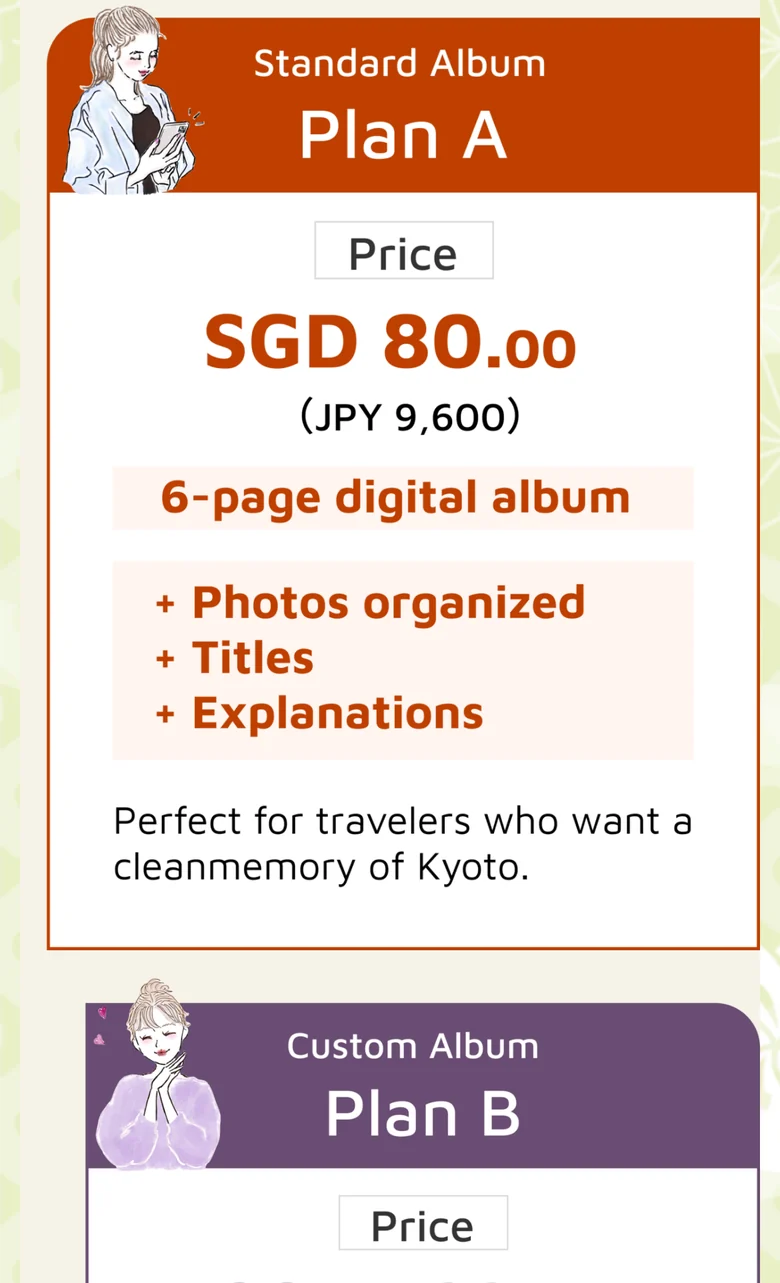 Standard Album
Plan A
Price
SGD 80.00
(JPY 9,600)
6-page digital album
+ Photos organized
+ Titles
+ Explanations
Perfect for travelers who want a
cleanmemory of Kyoto.
Custom Album
Plan B
Price